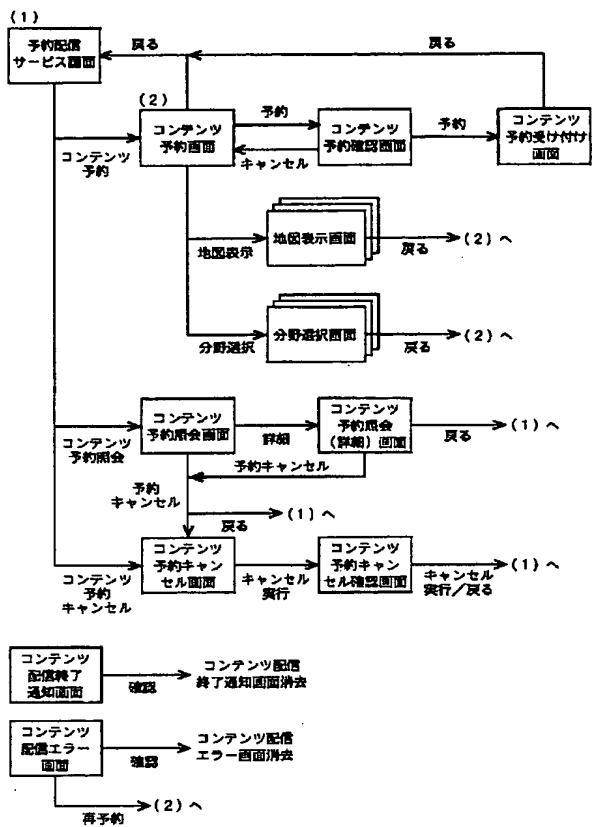 (1)
予約配信
サービス画面
戻る
戻る
(2)
コンテンツ
予約画面
予約
コンテンツ
予約確認画面
予約
コンテンツ
予約受け付け
画面
キャンセル
コンテンツ
予約
地図表示画面
地図表示
戻る
(2)へ
分野選択画面
分野選択
戻る
(2)へ
コンテンツ
予約照会画面
コンテンツ
予約照会
詳細
コンテンツ
予約照会
(詳細)画面
戻る
(1)へ
予約キャンセル
予約
キャンセル
戻る
(1)へ
コンテンツ
予約キャン
セル画面
コンテンツ
予約
キャンセル
キャンセル
実行
コンテンツ
予約キャン
セル確認画面
キャンセル
実行/戻る
(1)へ
コンテンツ
配信終了
通知画面
確認
コンテンツ配信
終了通知画面消去
コンテンツ
配信エラー
画面
確認
コンテンツ配信
エラー画面消去
再予約
(2)へ